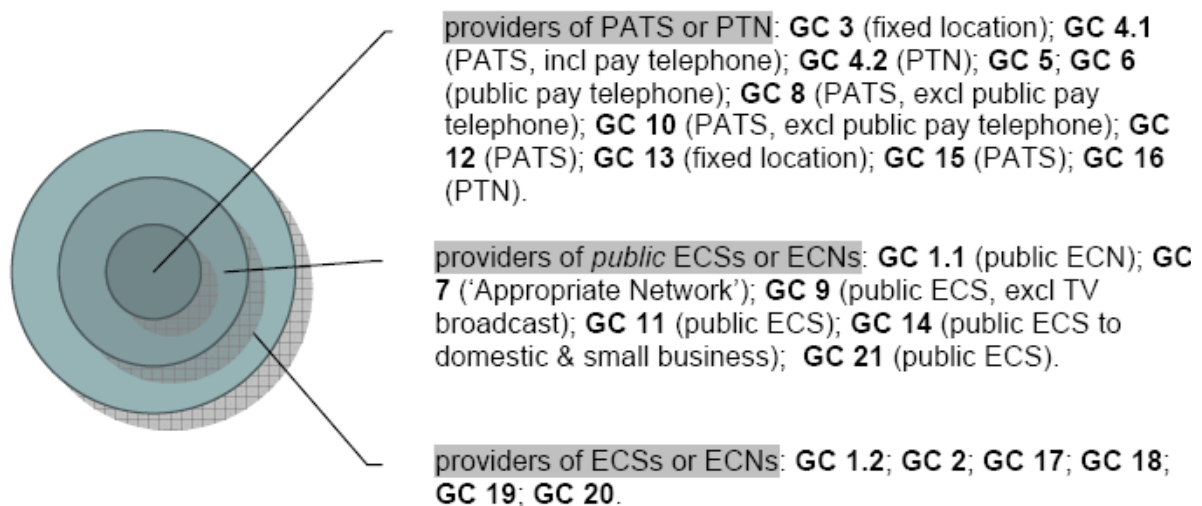 providers of PATS or PTN: GC 3 (fixed location); GC 4.1
(PATS, incl pay telephone); GC 4.2 (PTN); GC 5; GC 6
(public pay telephone); GC 8 (PATS, excl public pay
telephone); GC 10 (PATS, excl public pay telephone); GC
12 (PATS); GC 13 (fixed location); GC 15 (PATS); GC 16
(PTN).
providers of public ECSs or ECNs: GC 1.1 (public ECN); GC
7 (‘Appropriate Network’); GC 9 (public ECS, excl TV
broadcast); GC 11 (public ECS); GC 14 (public ECS to
domestic & small business);  GC 21 (public ECS).
providers of ECSs or ECNs: GC 1.2; GC 2; GC 17; GC 18;
GC 19; GC 20.